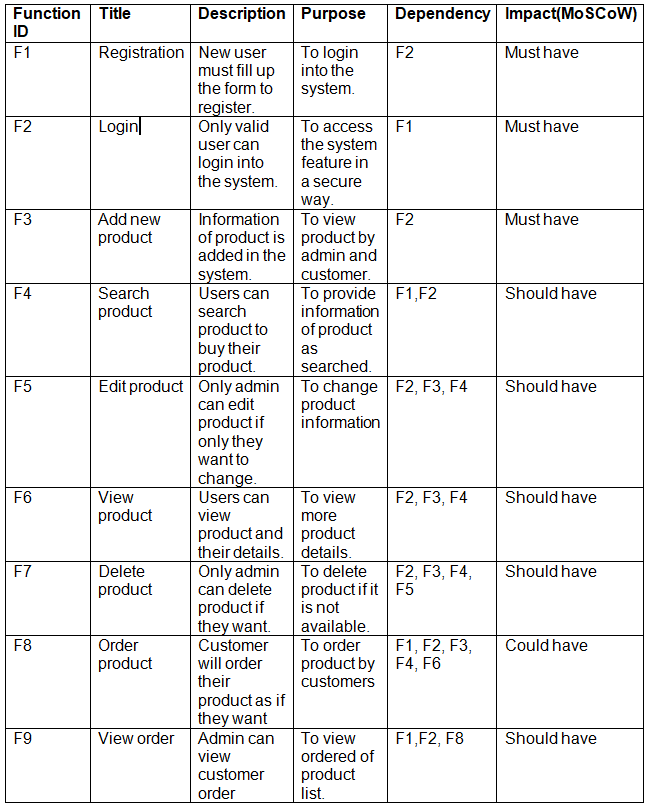 Function Title Description Purpose Dependency Impact(MoSCoW)
ID
F1 Registration New user To login F2 Must have
must fill up into the
the form to system.
register.
F2 Login Only valid To access F1 Must have
user can the system
login into feature in
the system. a secure
way.
F3 Add new Information To view F2 Must have
product of product is product by
added in the admin and
system. customer.
F4 Search Users can To provide F1,F2 Should have
product search information
product to of product
buy their as
product. searched.
F5 Edit product Only admin To change F2, F3, F4 Should have
can edit product
product if information
only they
want to
change.
F6 View Users can To view F2, F3, F4 Should have
product view more
product and product
their details. details.
F7 Delete Only admin To delete F2, F3, F4, Should have
product can delete product if it F5
product if is not
they want. available.
F8 Order Customer To order F1, F2, F3, Could have
product will order product by F4, F6
their customers
product as if
they want
F9 View order Admin can To view F1,F2, F8 Should have
view ordered of
customer product
order list.